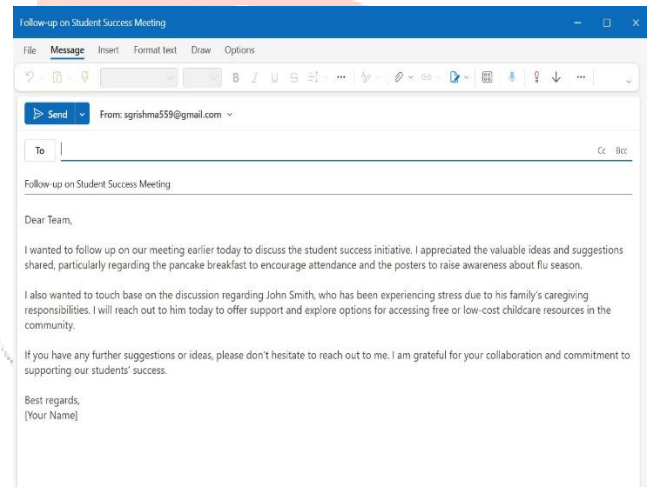 Follow-up on Student Success Meeting
File Message Insert Format text Draw Options
B I U S
Send From: sgrishma559@gmail.com
To Cc Bcc
Follow-up on Student Success Meeting
Dear Team,
I wanted to follow up on our meeting earlier today to discuss the student success initiative. I appreciated the valuable ideas and suggestions
shared, particularly regarding the pancake breakfast to encourage attendance and the posters to raise awareness about flu season.
I also wanted to touch base on the discussion regarding John Smith, who has been experiencing stress due to his family's caregiving
responsibilities. I will reach out to him today to offer support and explore options for accessing free or low-cost childcare resources in the
community.
If you have any further suggestions or ideas, please don't hesitate to reach out to me. I am grateful for your collaboration and commitment to
supporting our students' success.
Best regards,
[Your Name]